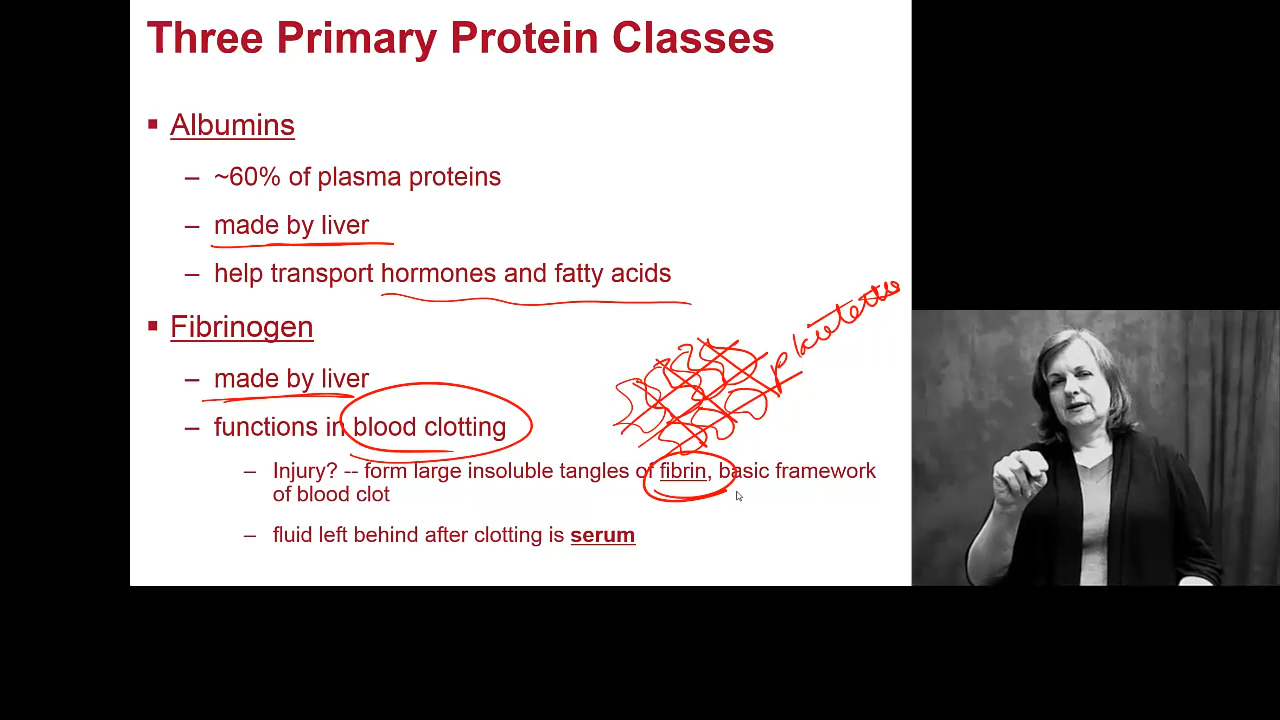 Three Primary Protein Classes
▪ Albumins
– ~60% of plasma proteins
– made by liver
– help transport hormones and fatty acids
▪ Fibrinogen
– made by liver
– functions in blood clotting
– Injury? -- form large insoluble tangles of fibrin, basic framework
of blood clot
– fluid left behind after clotting is serum